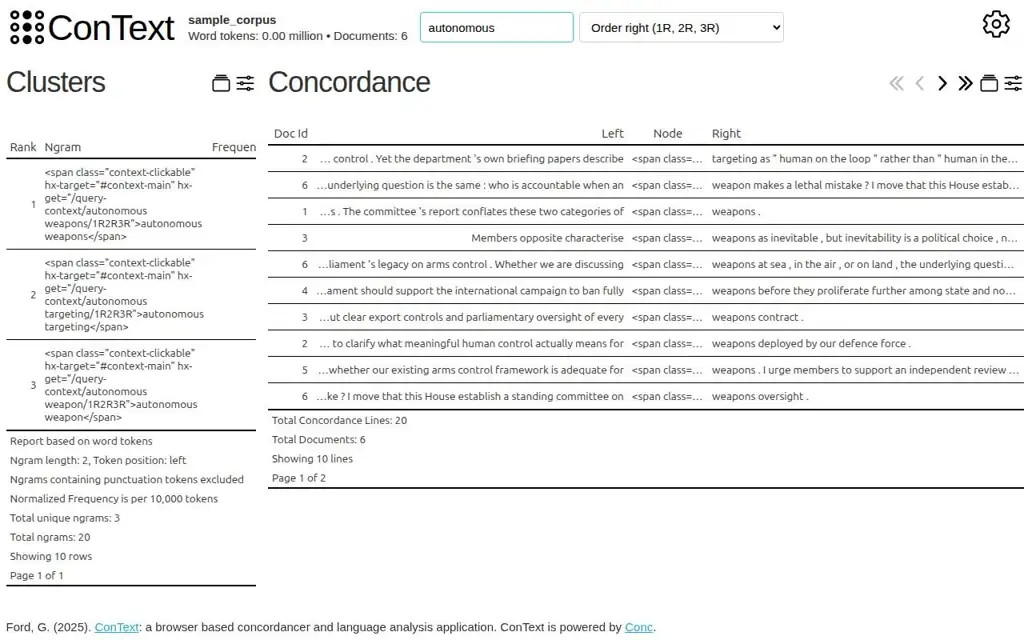 ConText
sample_corpus
Word tokens: 0.00 million • Documents: 6
autonomous
Order right (1R, 2R, 3R)
Clusters
Rank Ngram Frequen
1 <span class="context-clickable"
hx-target="#context-main" hx-
get="/query-
context/autonomous
weapons/1R2R3R">autonomous
weapons</span>
2 <span class="context-clickable"
hx-target="#context-main" hx-
get="/query-
context/autonomous
targeting/1R2R3R">autonomous
targeting</span>
3 <span class="context-clickable"
hx-target="#context-main" hx-
get="/query-
context/autonomous
weapon/1R2R3R">autonomous
weapon</span>
Report based on word tokens
Ngram length: 2, Token position: left
Ngrams containing punctuation tokens excluded
Normalized Frequency is per 10,000 tokens
Total unique ngrams: 3
Total ngrams: 20
Showing 10 rows
Page 1 of 1
Concordance
Doc Id Left Node Right
2 … control . Yet the department 's own briefing papers describe <span class=… targeting as " human on the loop " rather than " human in the…
6 …underlying question is the same : who is accountable when an <span class=… weapon makes a lethal mistake ? I move that this House estab…
1 …s . The committee 's report conflates these two categories of <span class=… weapons .
3 Members opposite characterise <span class=… weapons as inevitable , but inevitability is a political choice , n…
6 …liament 's legacy on arms control . Whether we are discussing <span class=… weapons at sea , in the air , or on land , the underlying questi…
4 …ament should support the international campaign to ban fully <span class=… weapons before they proliferate further among state and no…
3 …ut clear export controls and parliamentary oversight of every <span class=… weapons contract .
2 … to clarify what meaningful human control actually means for <span class=… weapons deployed by our defence force .
5 …whether our existing arms control framework is adequate for <span class=… weapons . I urge members to support an independent review …
6 …ke ? I move that this House establish a standing committee on <span class=… weapons oversight .
Total Concordance Lines: 20
Total Documents: 6
Showing 10 lines
Page 1 of 2
Ford, G. (2025). ConText: a browser based concordancer and language analysis application. ConText is powered by Conc.